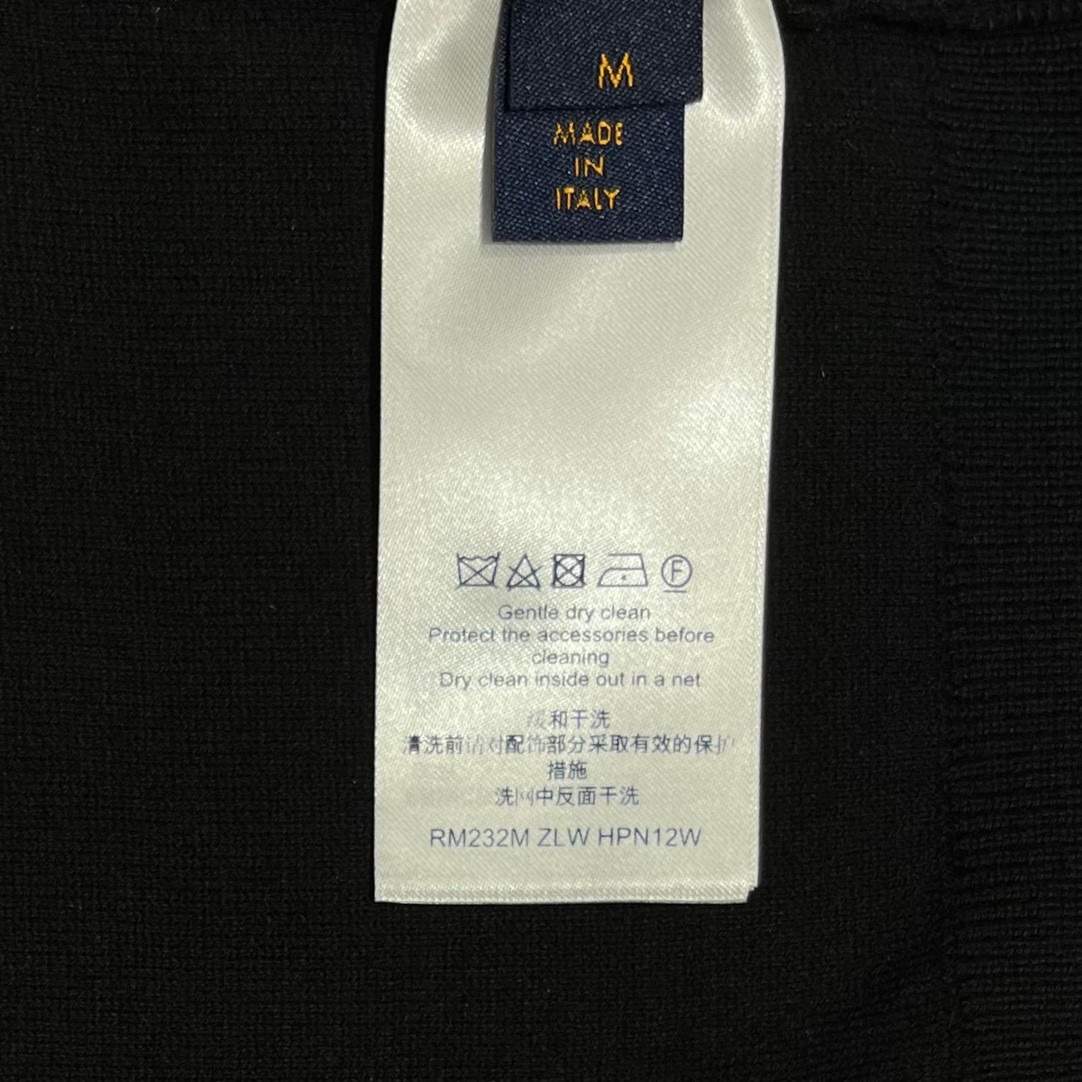 M
MADE
IN
ITALY
F
Gentle dry clean
Protect the accessories before
cleaning
Dry clean inside out in a net
缓和干洗
清洗前请对配饰部分采取有效的保护
措施
洗网中反面干洗
RM232M ZLW HPN12W